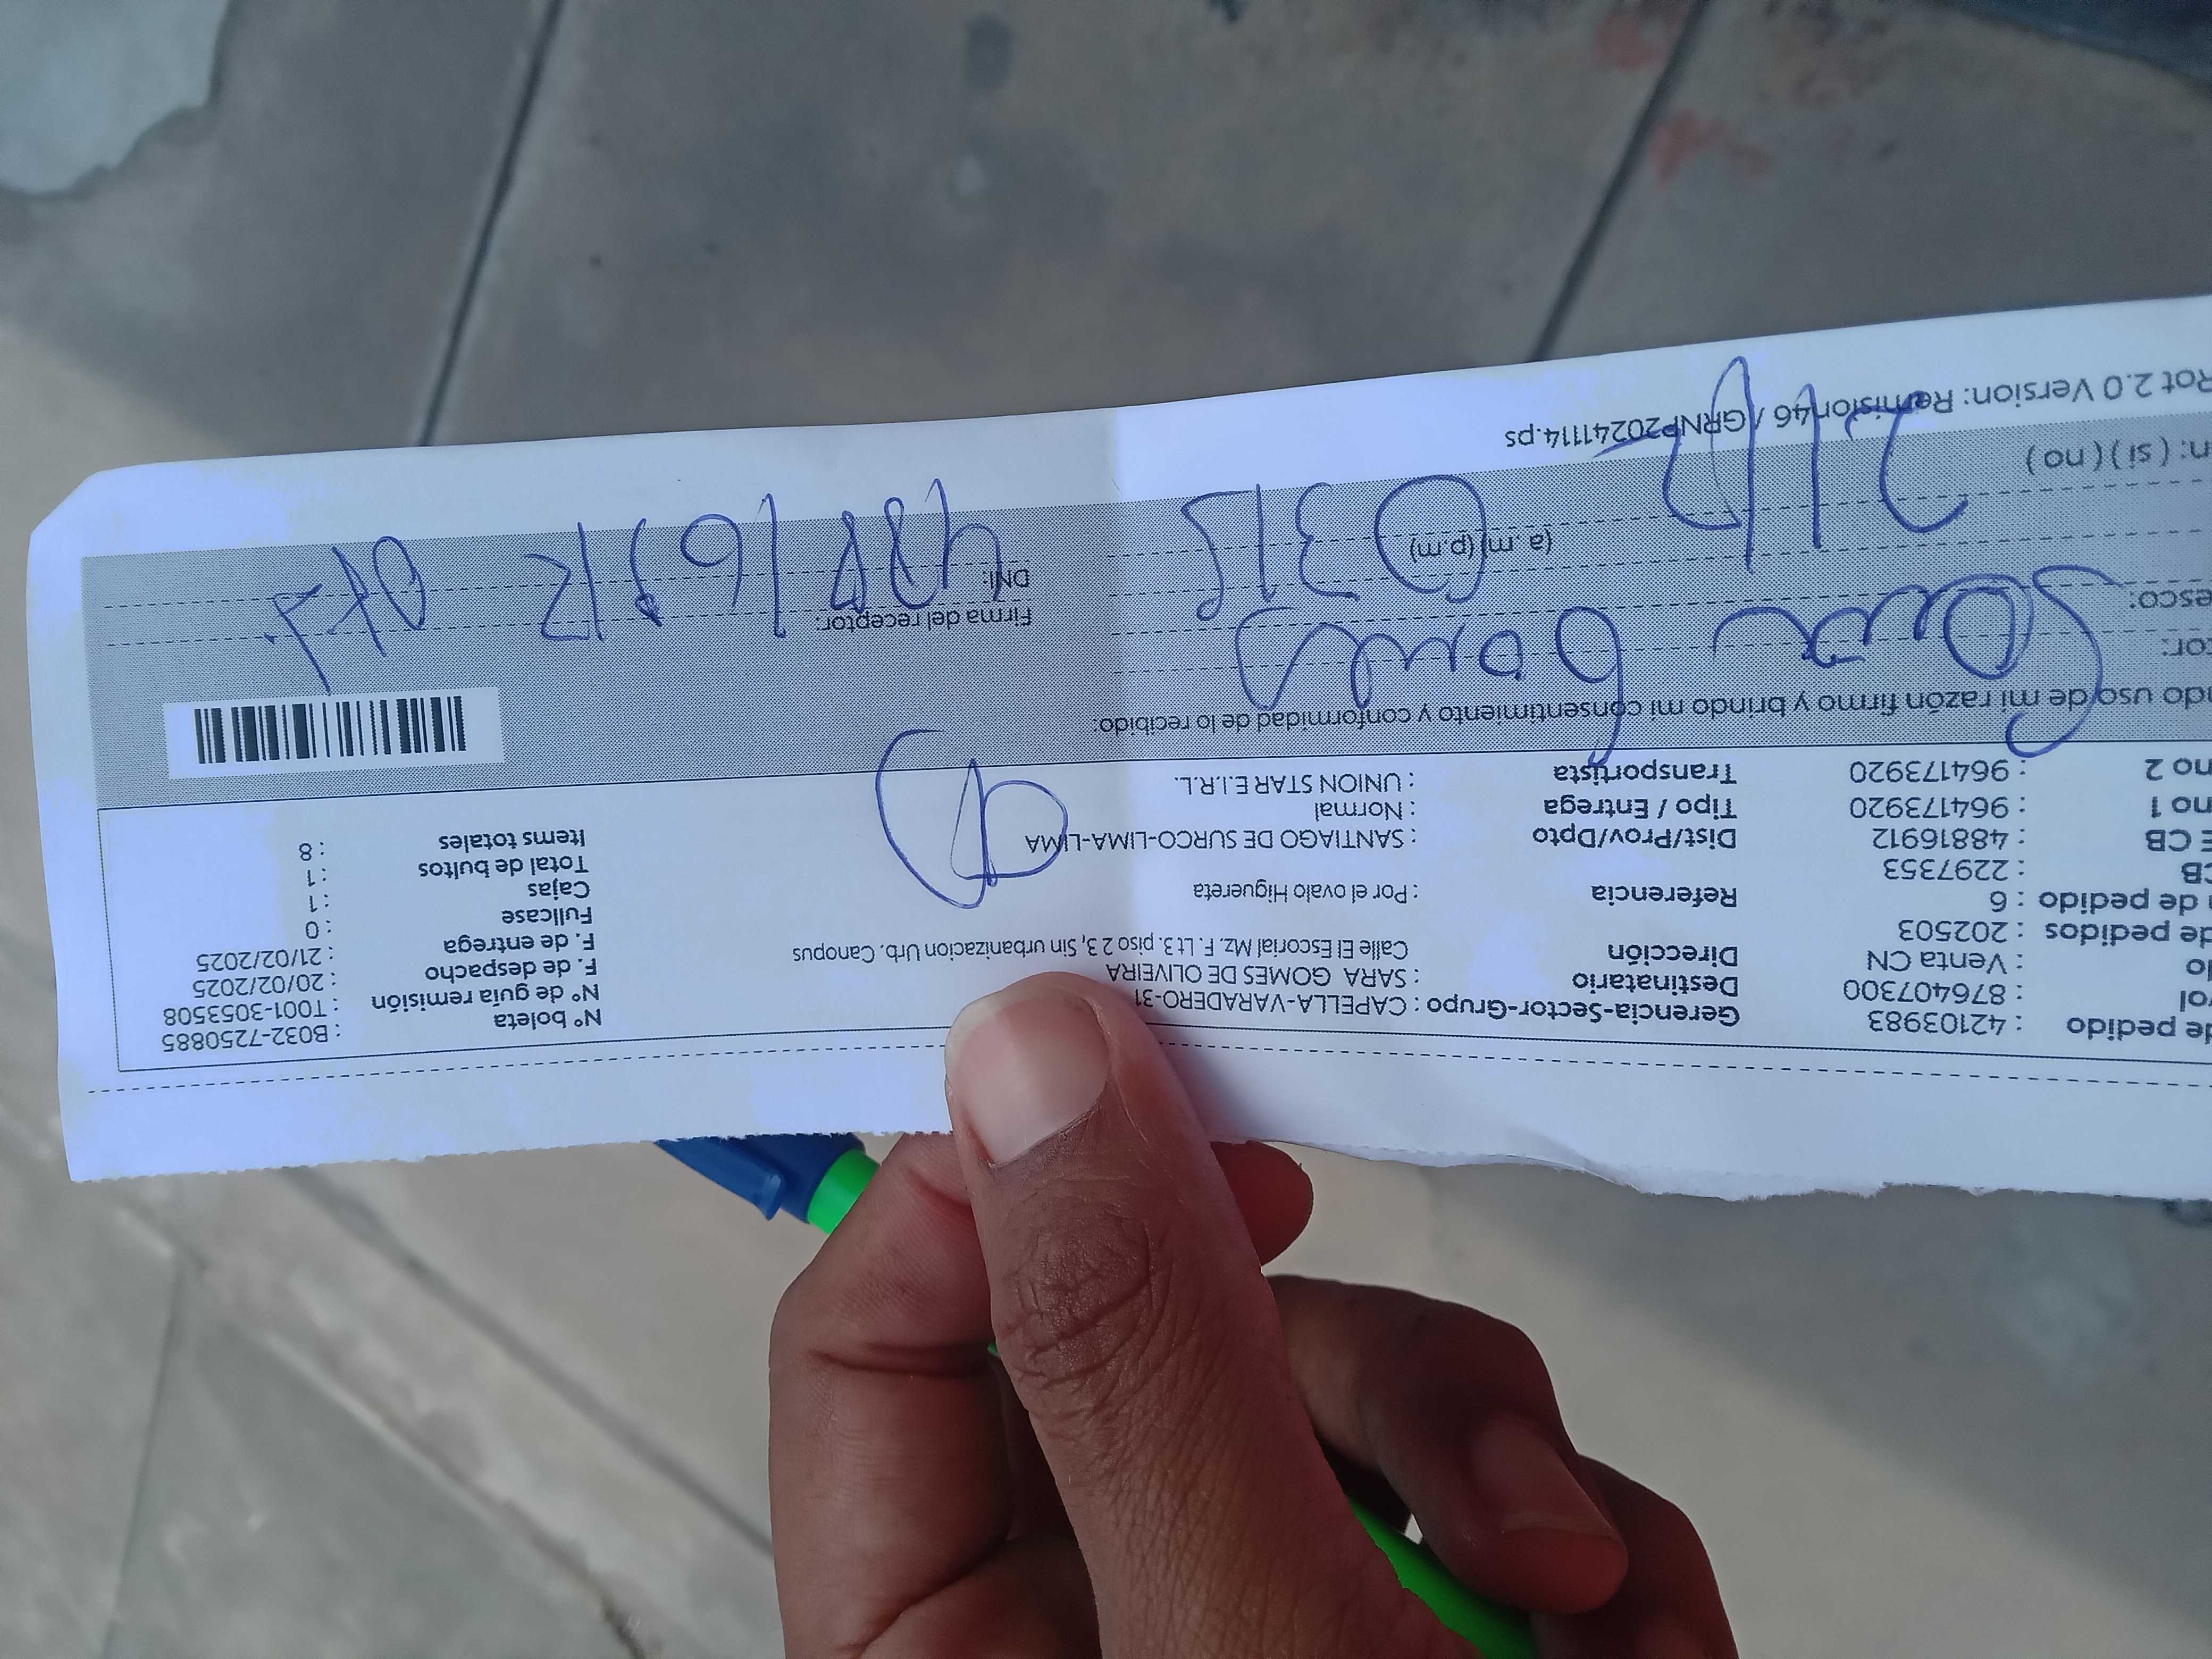 de pedido : 42103983
rol : 876407300
lo : Venta CN
de pedidos : 202503
de pedido : 6
CB : 2297353
E CB : 48816912
no 1 : 964173920
no 2 : 964173920
Gerencia-Sector-Grupo : CAPELLA-VARADERO-31
Destinatario : SARA GOMES DE OLIVEIRA
Dirección Calle El Escorial Mz. F. Lt 3. piso 2 3, Sin urbanizacion Urb. Canopus
Referencia : Por el ovalo Higuereta
Dist/Prov/Dpto : SANTIAGO DE SURCO-LIMA-LIMA
Tipo / Entrega : Normal
Transportista : UNION STAR E.I.R.L.
N° boleta : B032-7250885
N° de guía remisión : T001-3053508
F. de despacho : 20/02/2025
F. de entrega : 21/02/2025
Fullcase : 0
Cajas : 1
Total de bultos : 1
Items totales : 8
ndo uso de mi razón firmo y brindo mi consentimiento y conformidad de lo recibido:
tor: Sara Gomes
esco:
Firma del receptor:
DNI: 48816912
(a. m) (p.m) 315
n: ( si ) ( no )
Rot 2.0 Version: Remision46 / GRNP20241114.ps